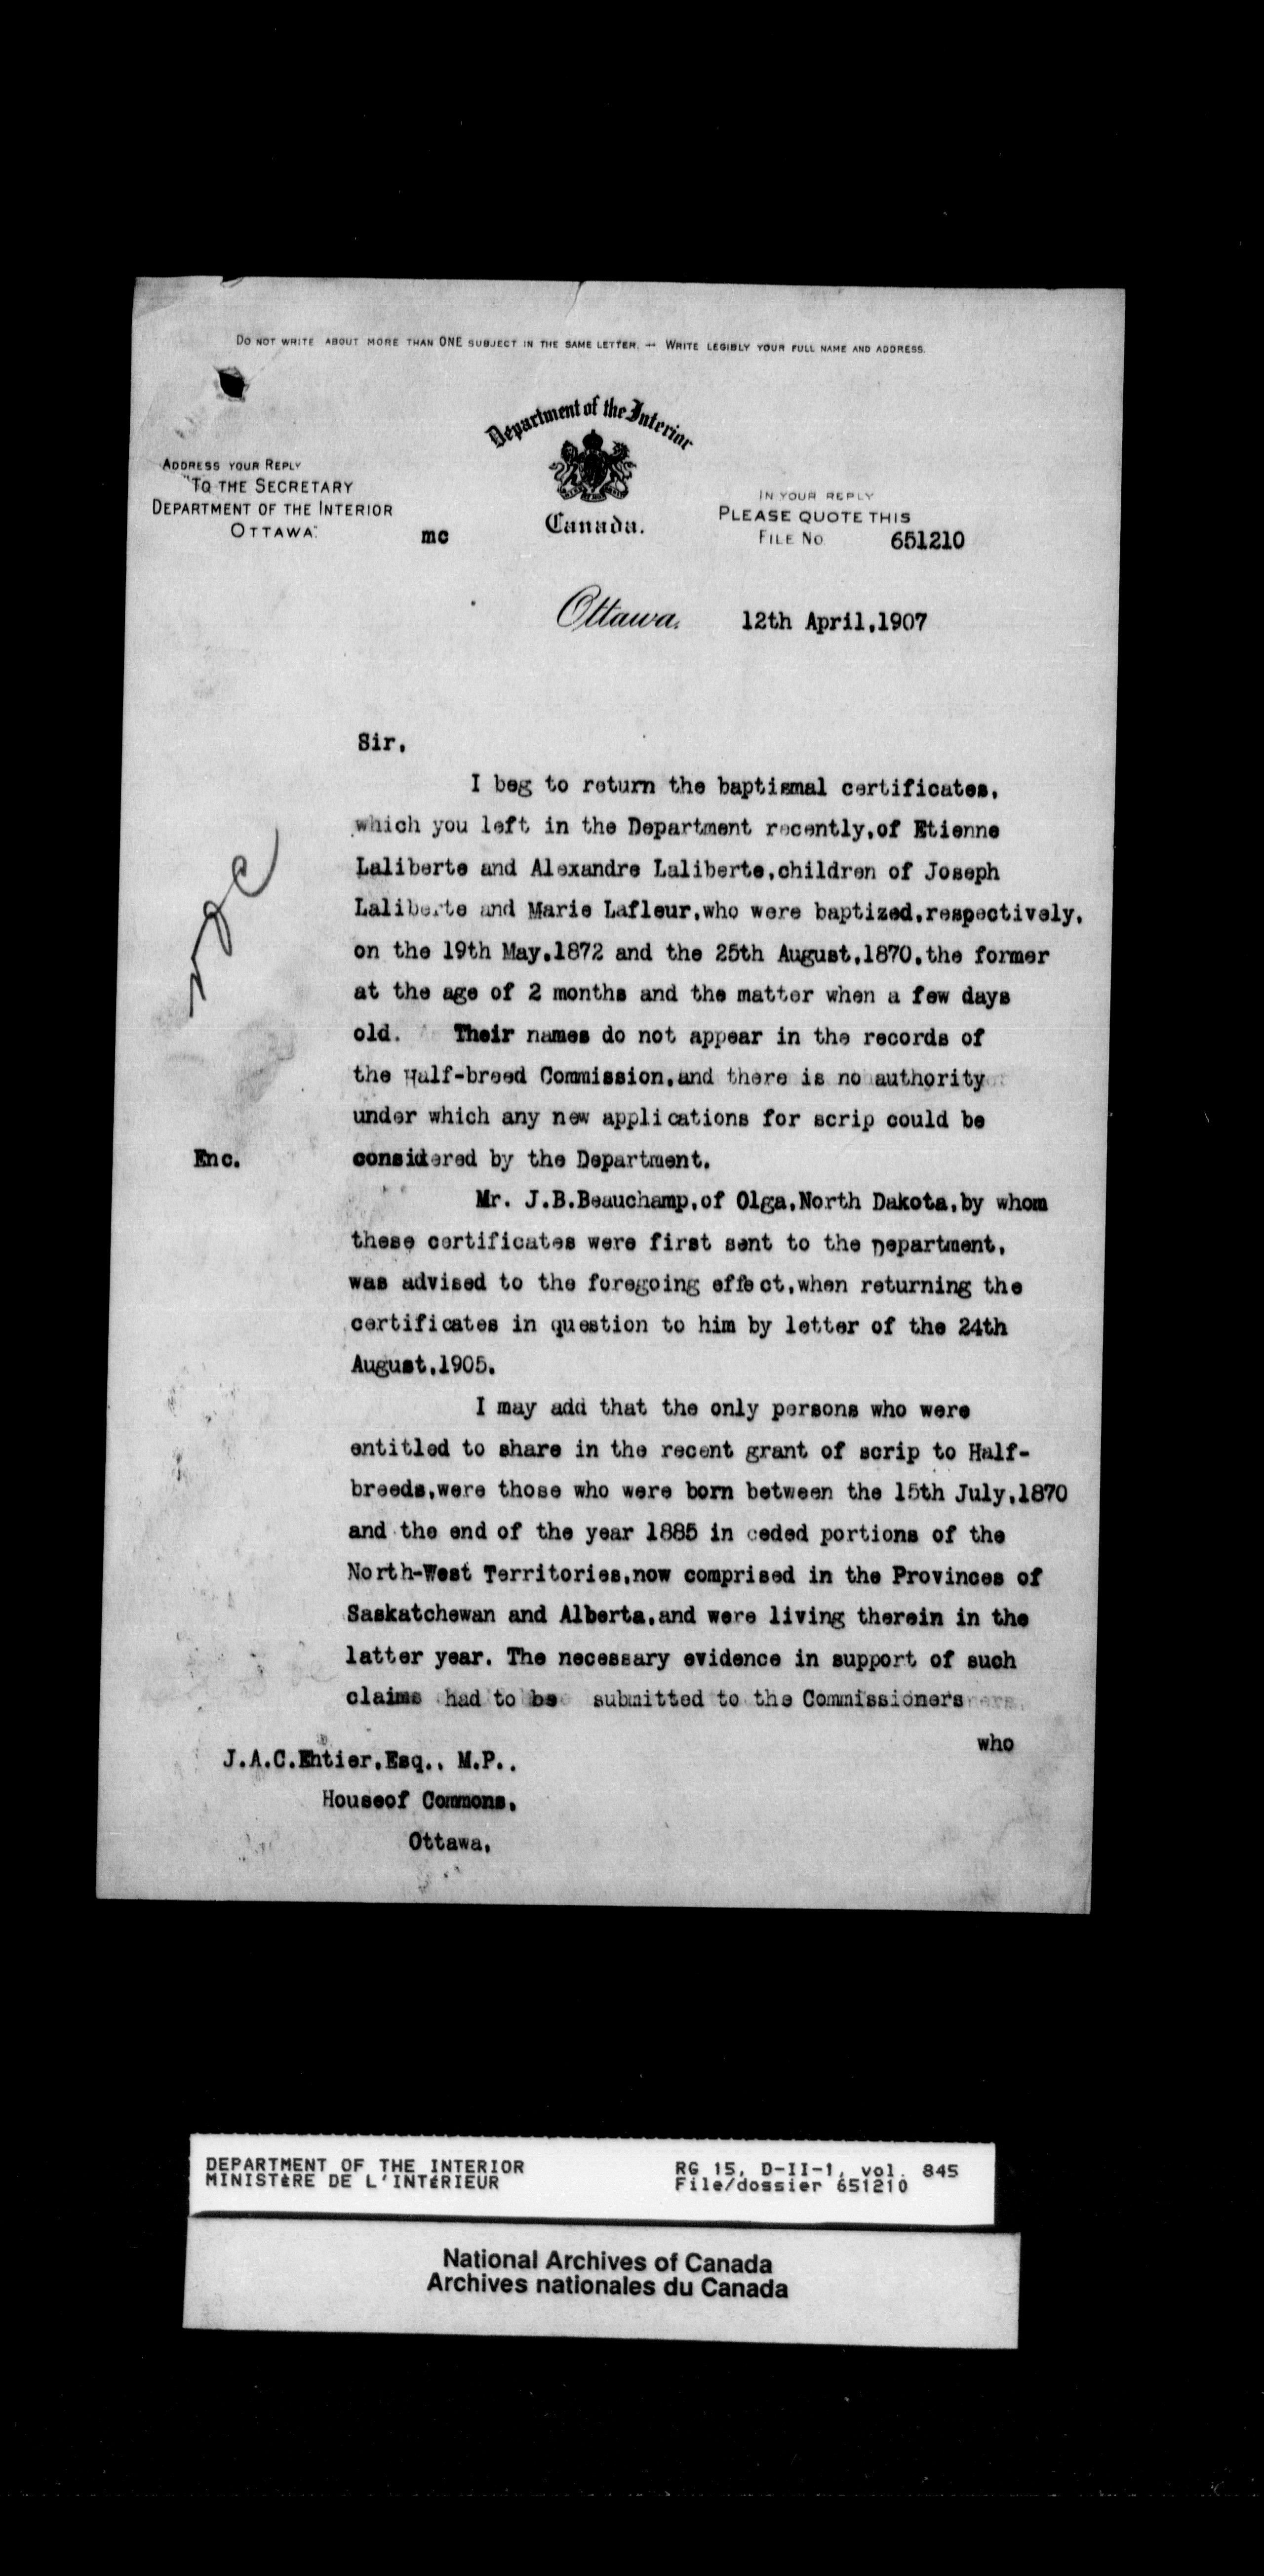 DO NOT WRITE ABOUT MORE THAN ONE SUBJECT IN THE SAME LETTER. — WRITE LEGIBLY YOUR FULL NAME AND ADDRESS.
Department of the Interior
Canada.
ADDRESS YOUR REPLY
"TO THE SECRETARY
DEPARTMENT OF THE INTERIOR
OTTAWA."
mc
IN YOUR REPLY
PLEASE QUOTE THIS
FILE NO 651210
Ottawa, 12th April,1907
Sir,
I beg to return the baptismal certificates,
which you left in the Department recently,of Etienne
Laliberte and Alexandre Laliberte,children of Joseph
Laliberte and Marie Lafleur,who were baptized,respectively,
on the 19th May,1872 and the 25th August,1870,the former
at the age of 2 months and the matter when a few days
old. Their names do not appear in the records of
the Half-breed Commission,and there is no authority
under which any new applications for scrip could be
Enc. considered by the Department.
Mr. J.B.Beauchamp,of Olga,North Dakota,by whom
these certificates were first sent to the Department,
was advised to the foregoing effect,when returning the
certificates in question to him by letter of the 24th
August,1905.
I may add that the only persons who were
entitled to share in the recent grant of scrip to Half-
breeds,were those who were born between the 15th July,1870
and the end of the year 1885 in ceded portions of the
North-West Territories,now comprised in the Provinces of
Saskatchewan and Alberta,and were living therein in the
latter year. The necessary evidence in support of such
claims had to be submitted to the Commissioners
who
J.A.C.Ehtier,Esq., M.P.,
Houseof Commons,
Ottawa,
DEPARTMENT OF THE INTERIOR
MINISTÈRE DE L'INTÉRIEUR
RG 15, D-II-1, vol. 845
File/dossier 651210
National Archives of Canada
Archives nationales du Canada